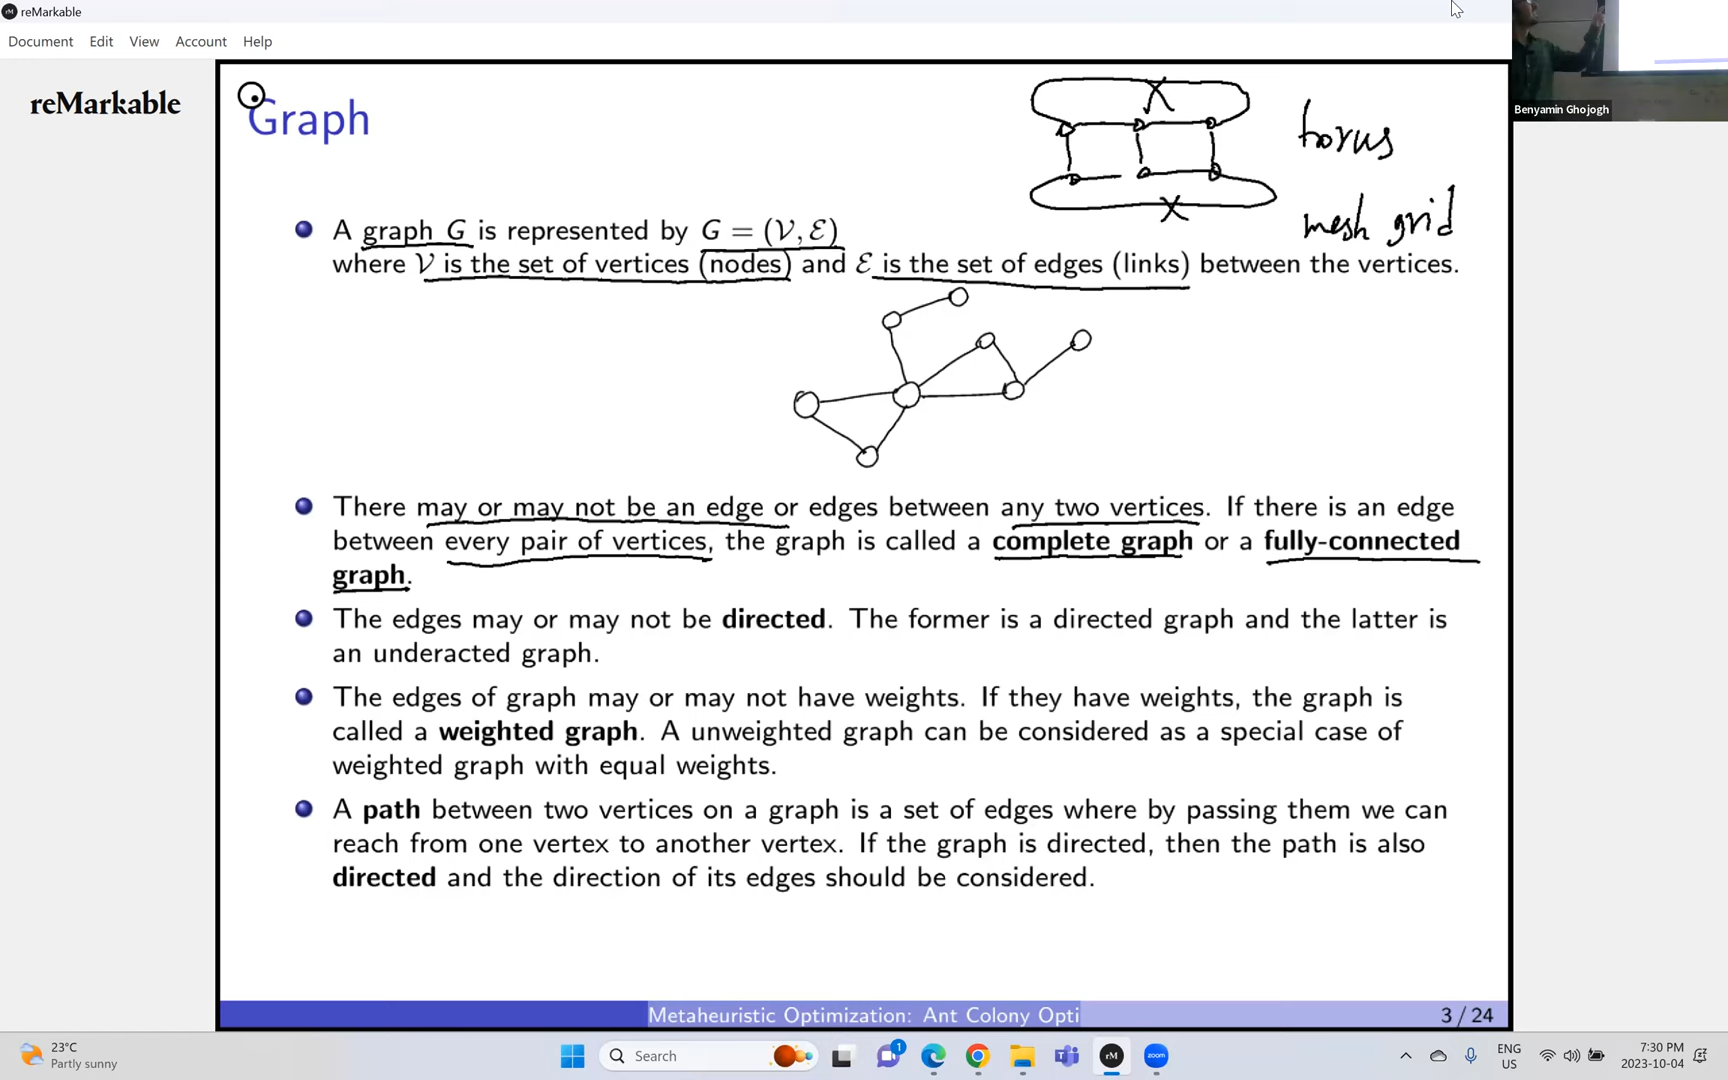 reMarkable
Document Edit View Account Help
Benyamin Ghojogh
reMarkable
Graph
torus
mesh grid
A graph G is represented by G = (𝒱, ℰ)
where 𝒱 is the set of vertices (nodes) and ℰ is the set of edges (links) between the vertices.
There may or may not be an edge or edges between any two vertices. If there is an edge
between every pair of vertices, the graph is called a complete graph or a fully-connected
graph.
The edges may or may not be directed. The former is a directed graph and the latter is
an underacted graph.
The edges of graph may or may not have weights. If they have weights, the graph is
called a weighted graph. A unweighted graph can be considered as a special case of
weighted graph with equal weights.
A path between two vertices on a graph is a set of edges where by passing them we can
reach from one vertex to another vertex. If the graph is directed, then the path is also
directed and the direction of its edges should be considered.
Metaheuristic Optimization: Ant Colony Opti
3 / 24
23°C
Partly sunny
Search
1
rM
zoom
ENG
US
7:30 PM
2023-10-04